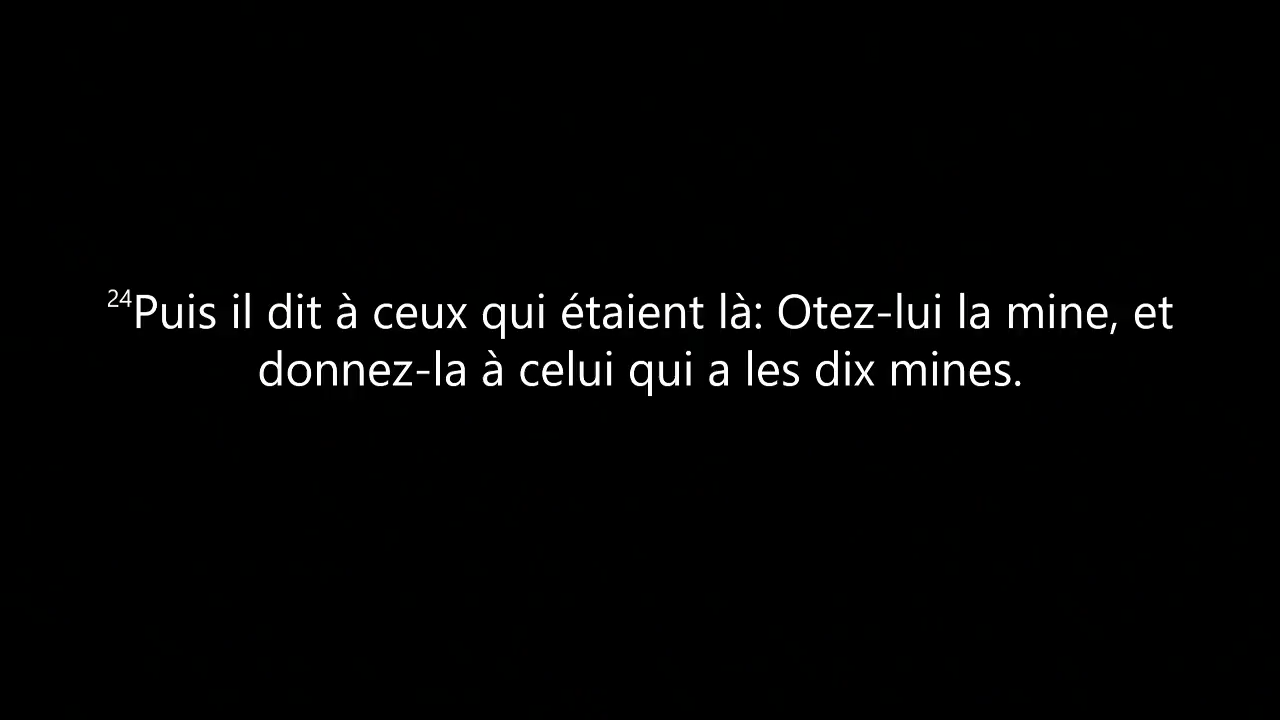 24Puis il dit à ceux qui étaient là: Otez-lui la mine, et
donnez-la à celui qui a les dix mines.